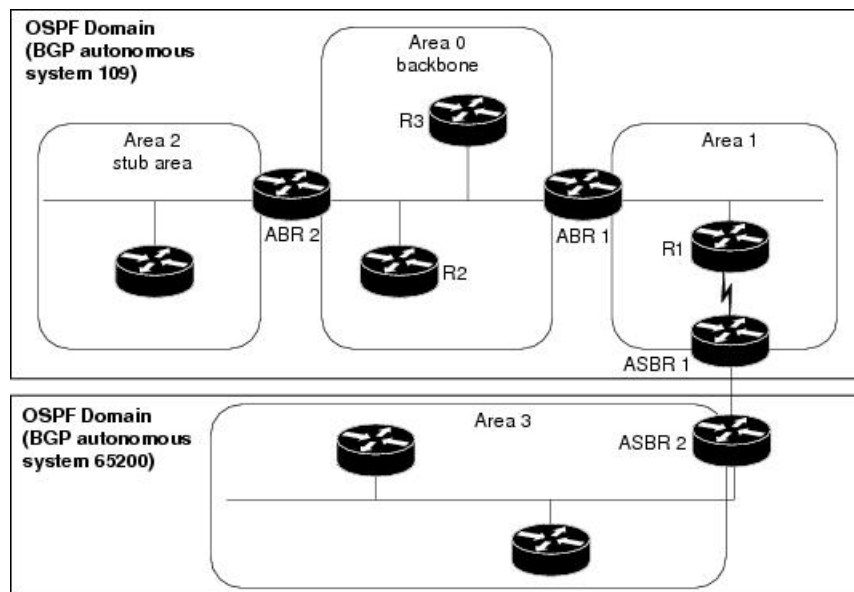 OSPF Domain
(BGP autonomous
system 109)
Area 0
backbone
R3
Area 2
stub area
Area 1
ABR 2
R2
ABR 1
R1
ASBR 1
OSPF Domain
(BGP autonomous
system 65200)
Area 3
ASBR 2